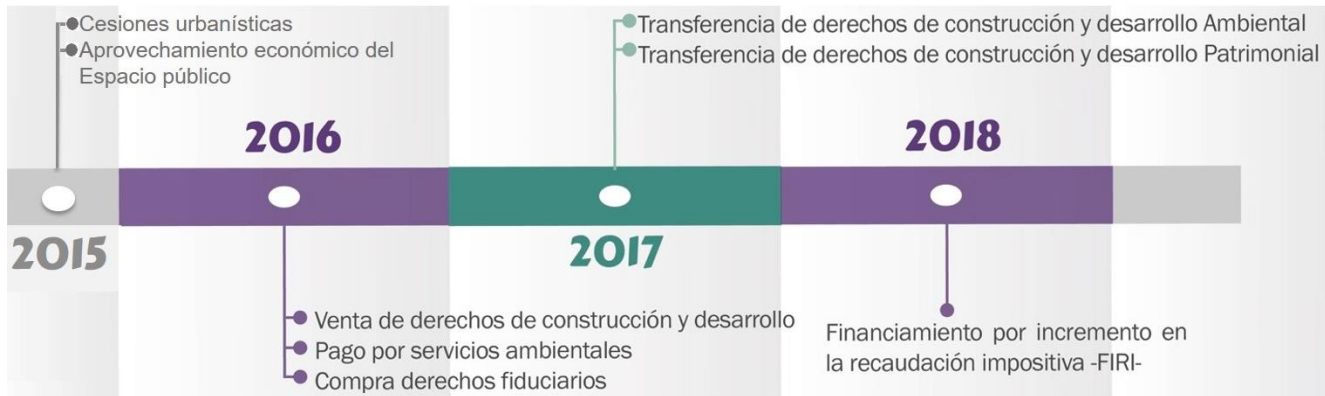 Cesiones urbanísticas
Aprovechamiento económico del
Espacio público
2015
2016
Venta de derechos de construcción y desarrollo
Pago por servicios ambientales
Compra derechos fiduciarios
Transferencia de derechos de construcción y desarrollo Ambiental
Transferencia de derechos de construcción y desarrollo Patrimonial
2017
2018
Financiamiento por incremento en
la recaudación impositiva -FIRI-